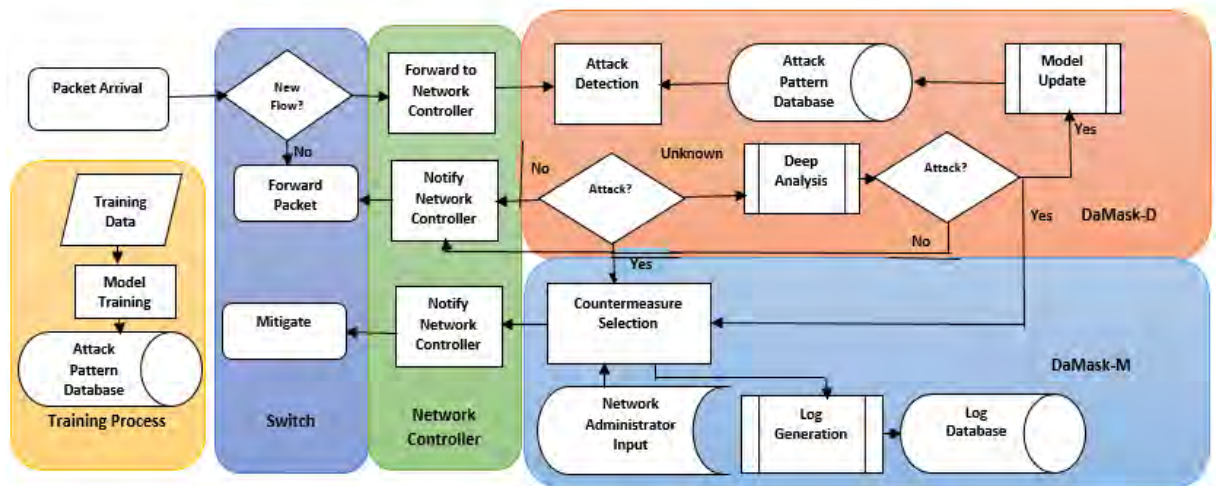 Packet Arrival
New
Flow?
No
Forward
Packet
Mitigate
Switch
Forward to
Network
Controller
Notify
Network
Controller
Notify
Network
Controller
Network
Controller
Attack
Detection
Attack
Pattern
Database
Model
Update
Yes
No
Attack?
Unknown
Deep
Analysis
Attack?
Yes
No
Yes
DaMask-D
Countermeasure
Selection
DaMask-M
Network
Administrator
Input
Log
Generation
Log
Database
Training
Data
Model
Training
Attack
Pattern
Database
Training Process